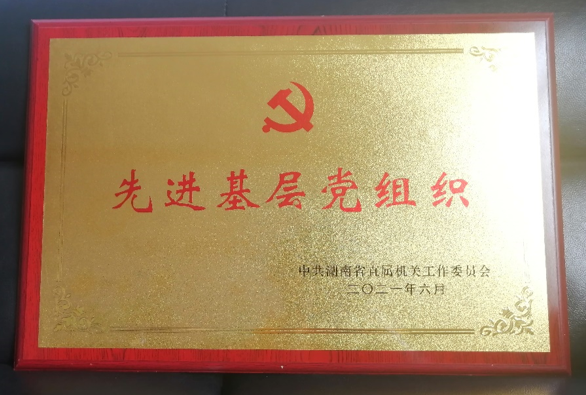 先进基层党组织
中共湖南省直属机关工作委员会
二〇二一年六月